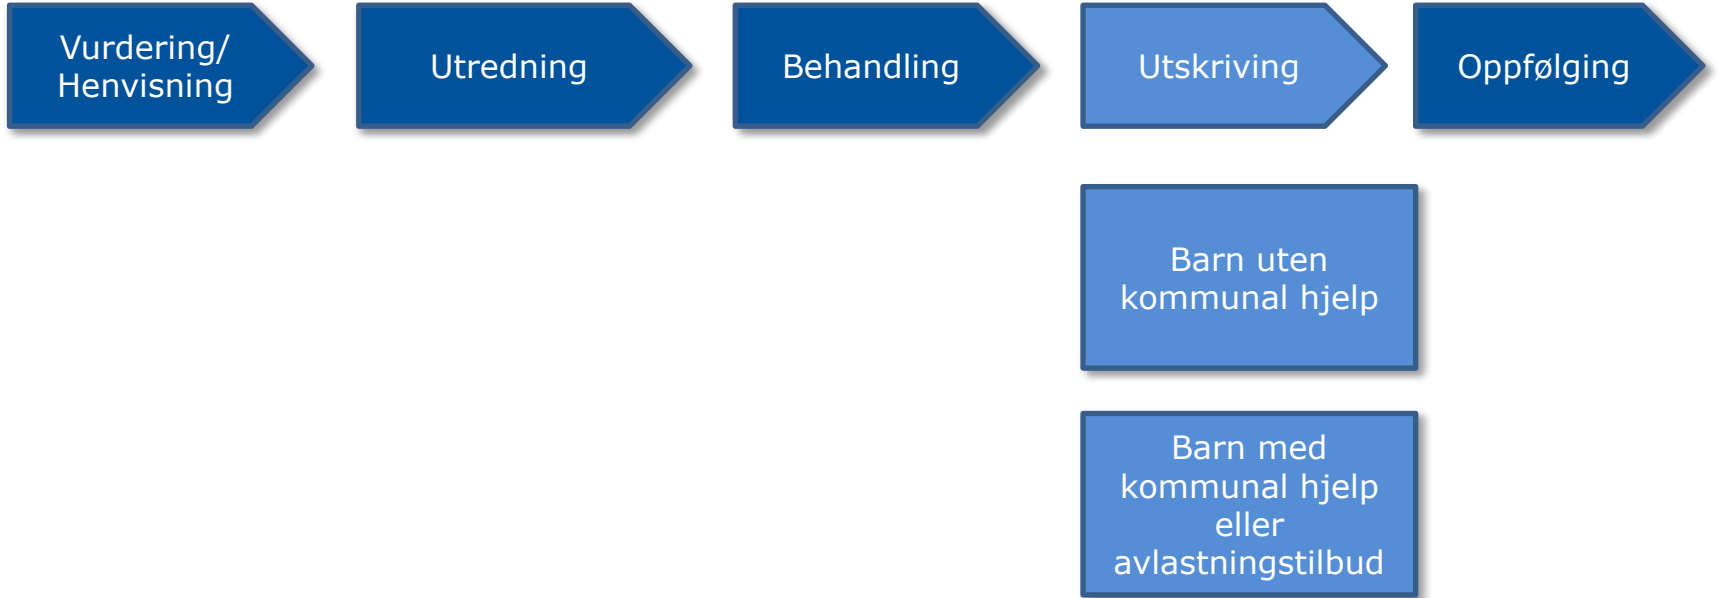 Vurdering/
Henvisning
Utredning
Behandling
Utskriving
Oppfølging
Barn uten
kommunal hjelp
Barn med
kommunal hjelp
eller
avlastningstilbud